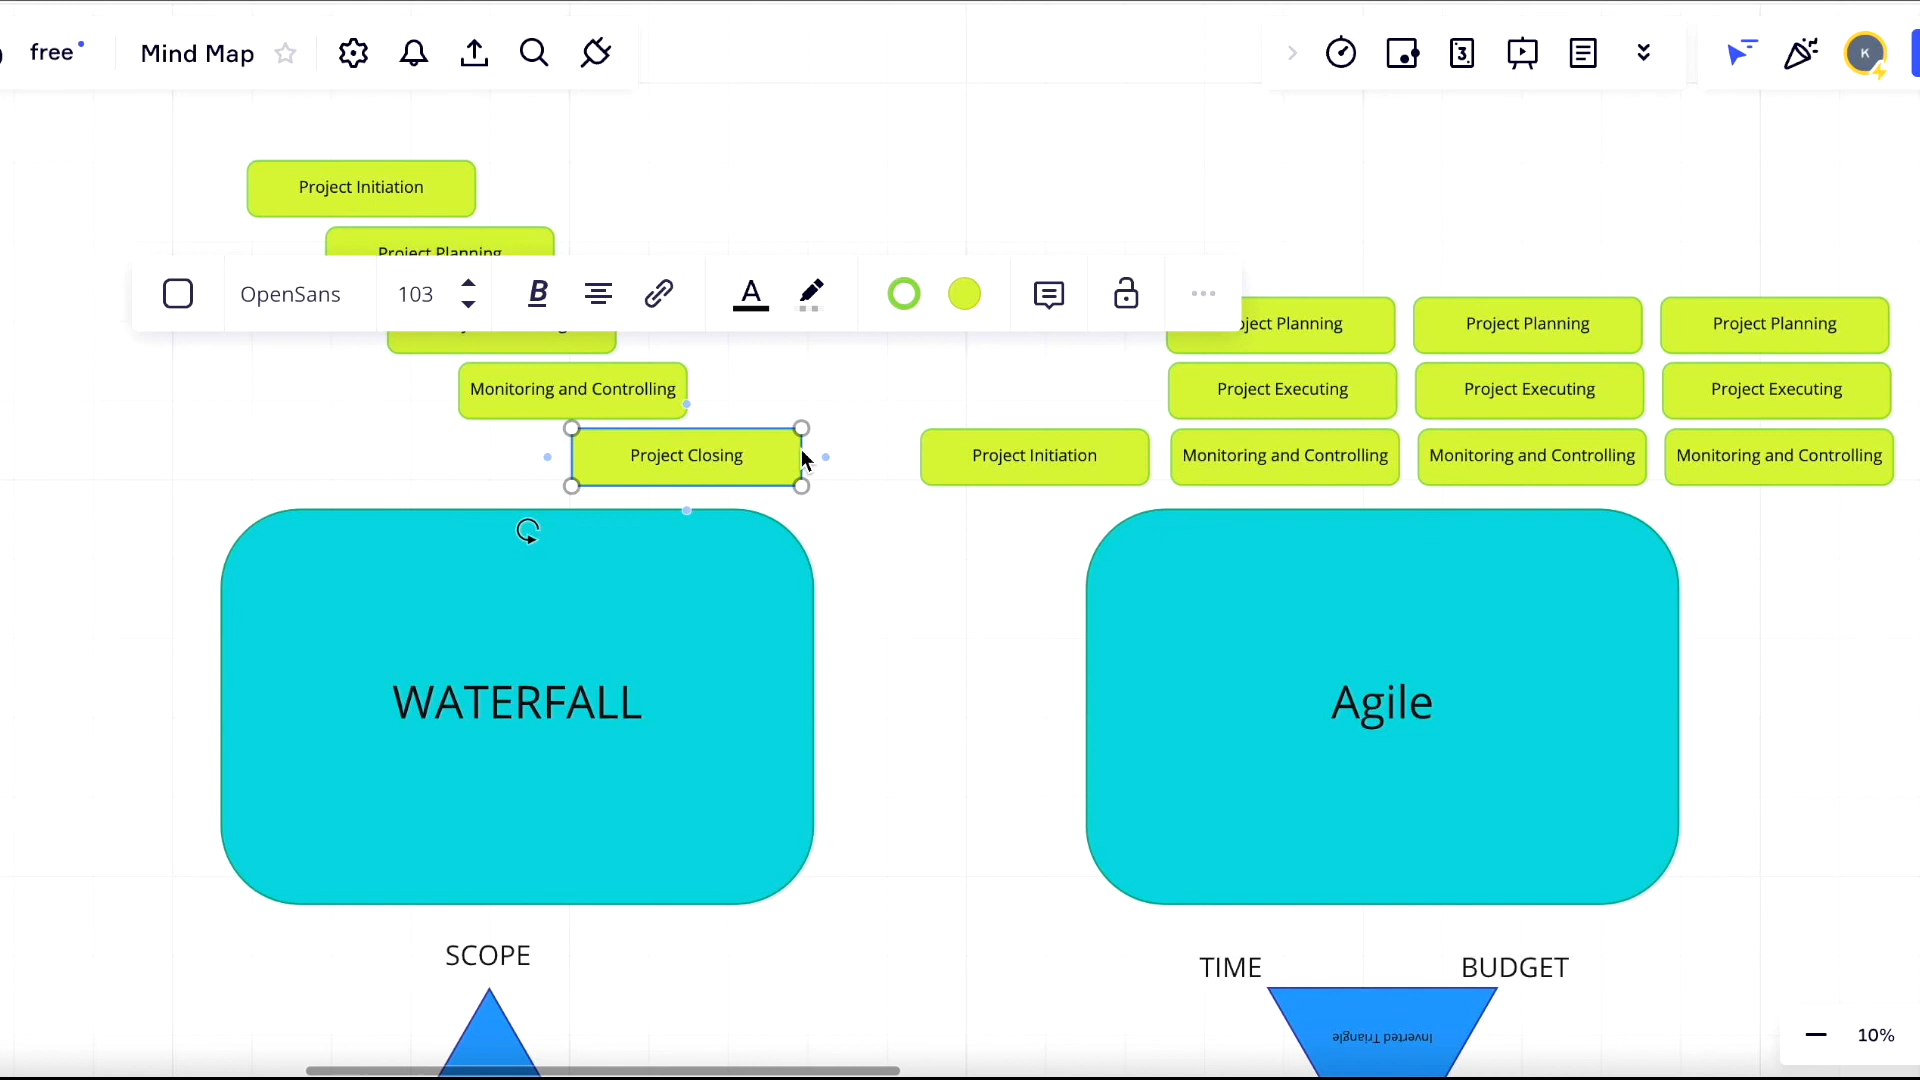 free
Mind Map
3
K
Project Initiation
Project Planning
OpenSans
103
B
A
Planning
Project Planning
Project Planning
Monitoring and Controlling
Project Executing
Project Executing
Project Executing
Project Closing
Project Initiation
Monitoring and Controlling
Monitoring and Controlling
Monitoring and Controlling
WATERFALL
Agile
SCOPE
TIME
BUDGET
Inverted Triangle
10%